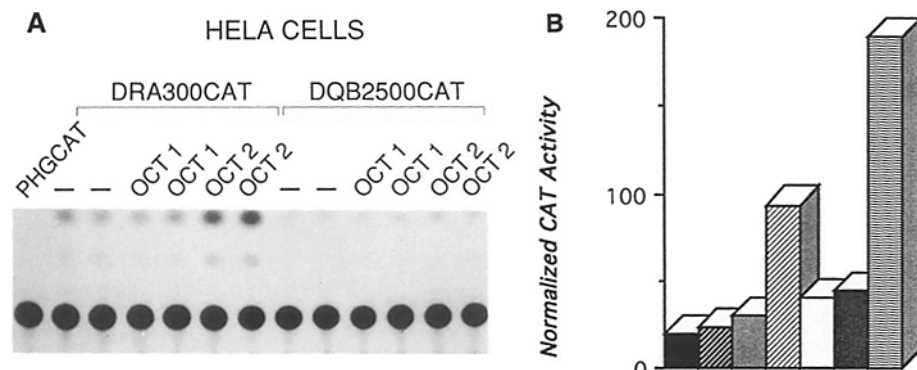 A
HELA CELLS
DRA300CAT DQB2500CAT
PHGCAT — — OCT 1 OCT 1 OCT 2 OCT 2 — — OCT 1 OCT 1 OCT 2 OCT 2
B
200
100
0
Normalized CAT Activity